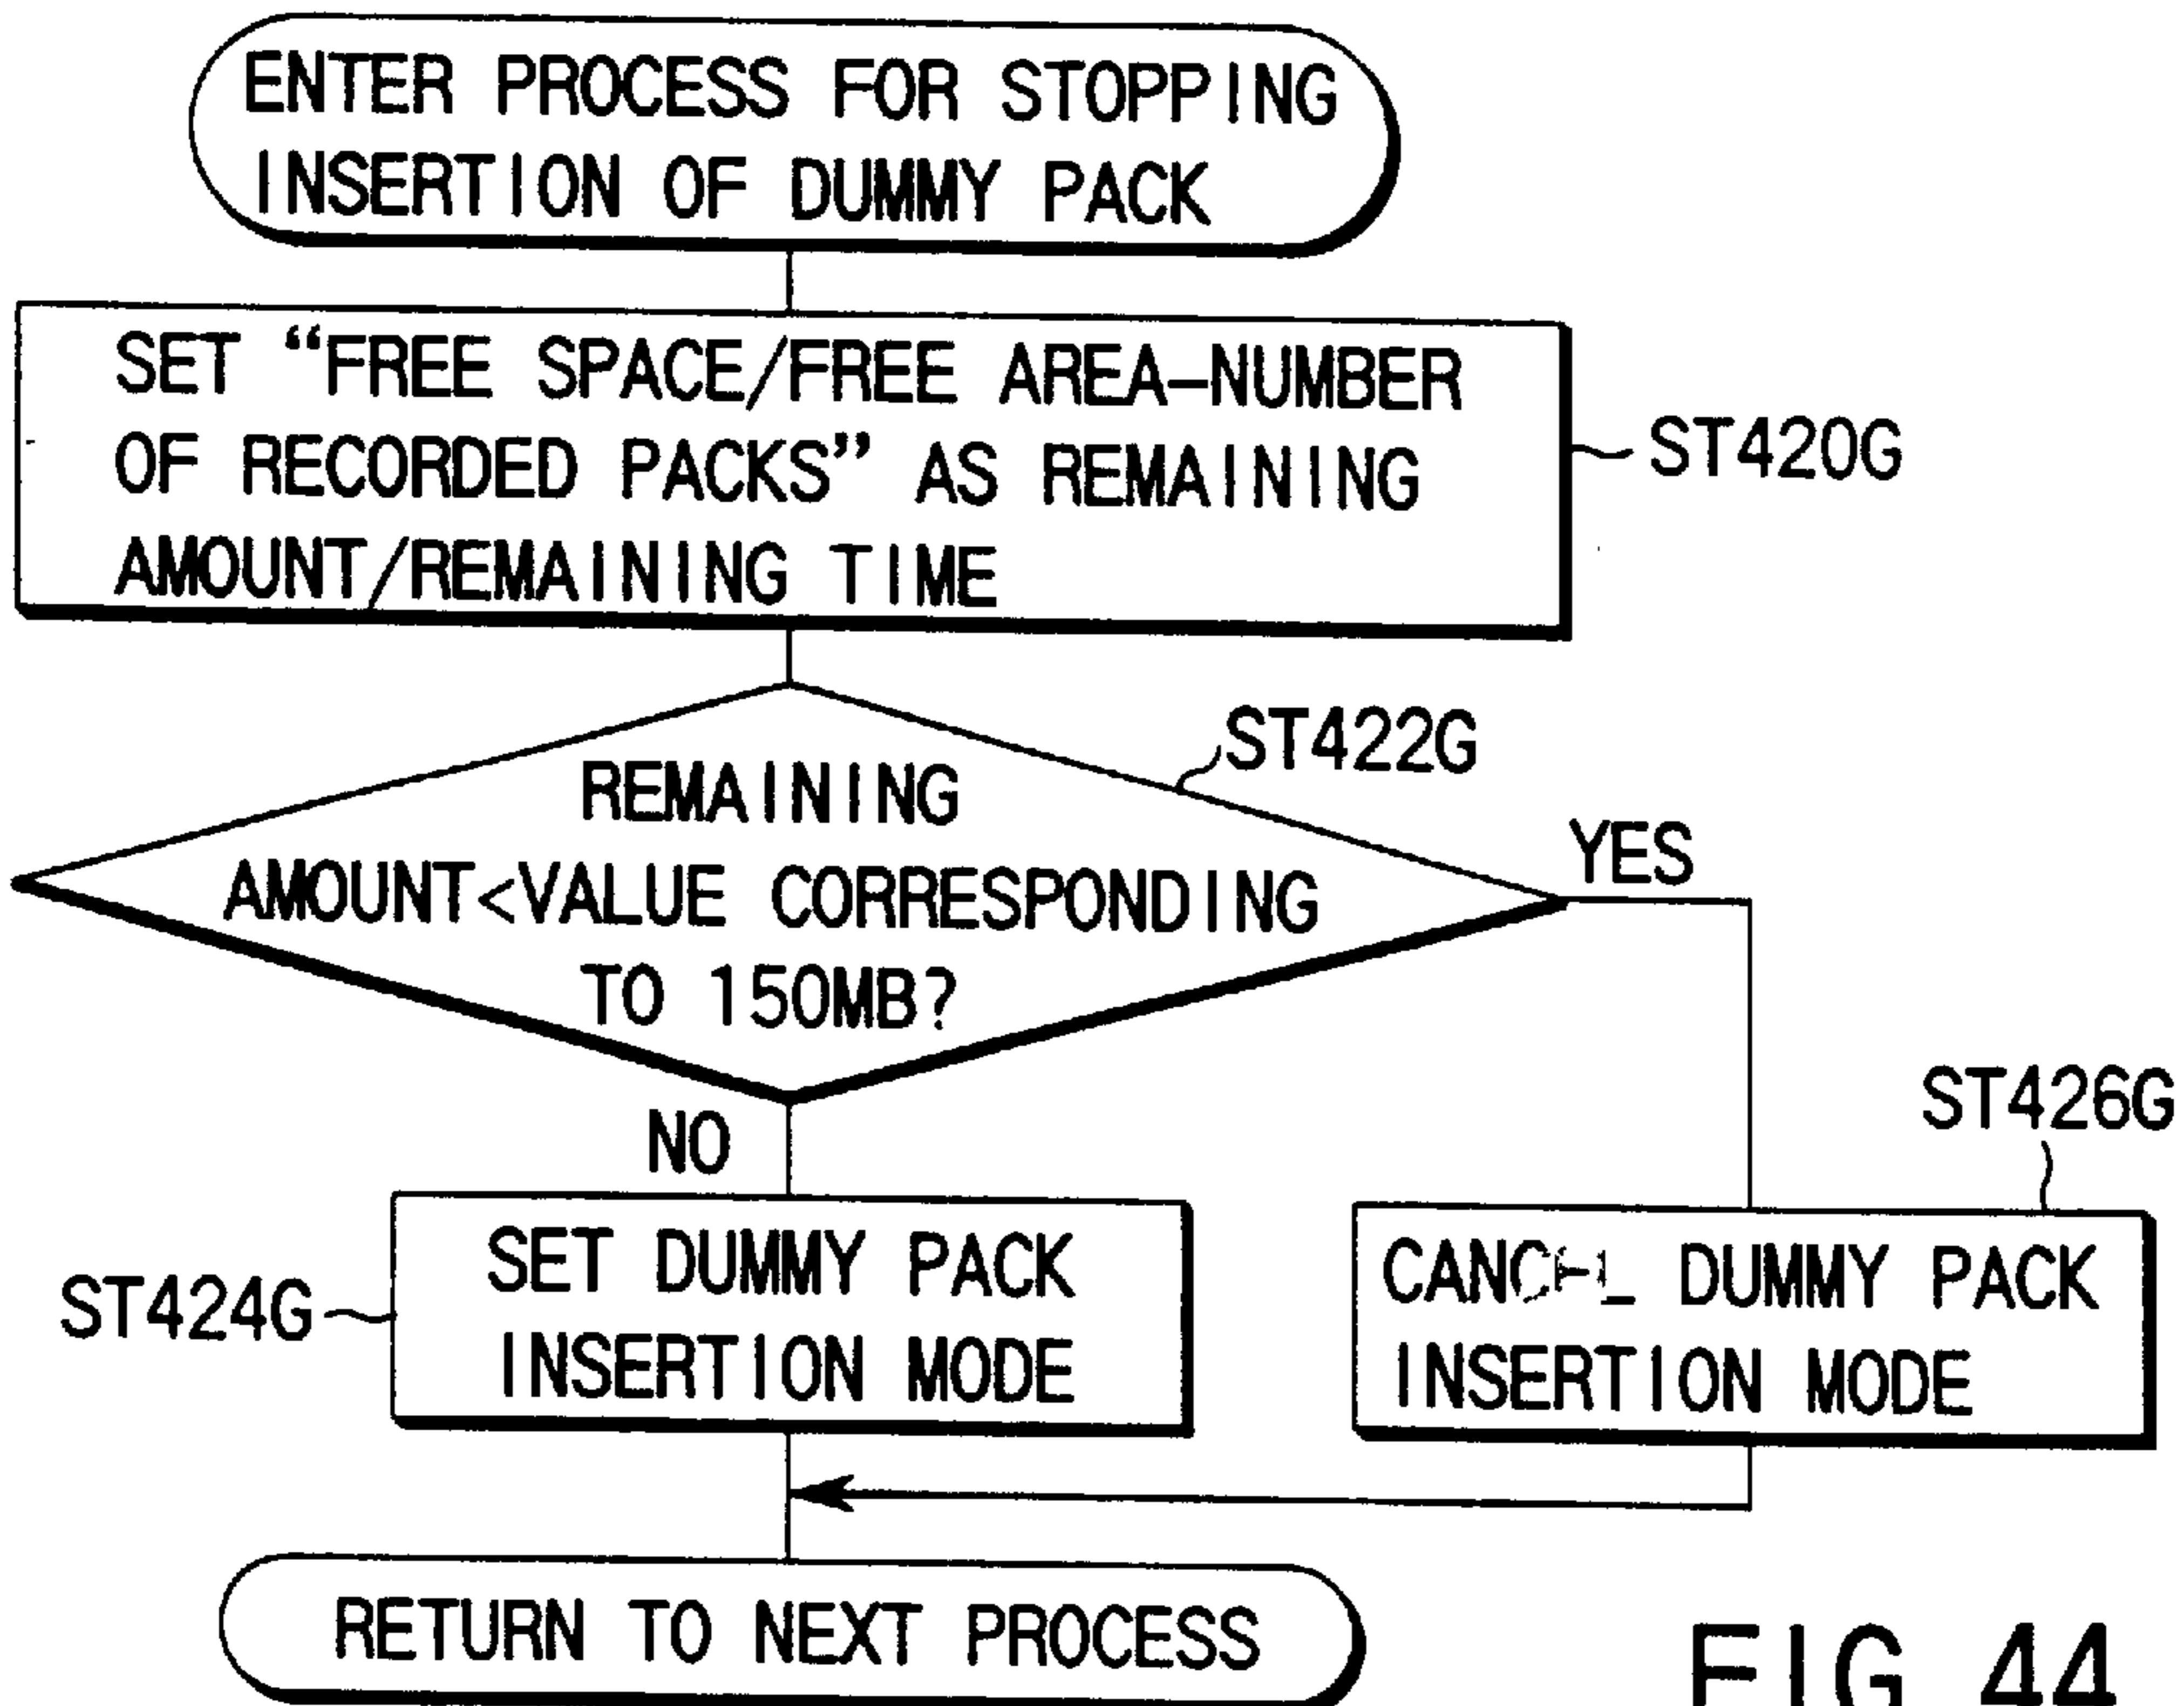 ENTER PROCESS FOR STOPPING
INSERTION OF DUMMY PACK
SET “FREE SPACE/FREE AREA–NUMBER
OF RECORDED PACKS” AS REMAINING
AMOUNT/REMAINING TIME
ST420G
ST422G
REMAINING
AMOUNT<VALUE CORRESPONDING
TO 150MB?
YES
NO
ST426G
SET DUMMY PACK
INSERTION MODE
ST424G
CANCEL DUMMY PACK
INSERTION MODE
RETURN TO NEXT PROCESS
FIG. 44